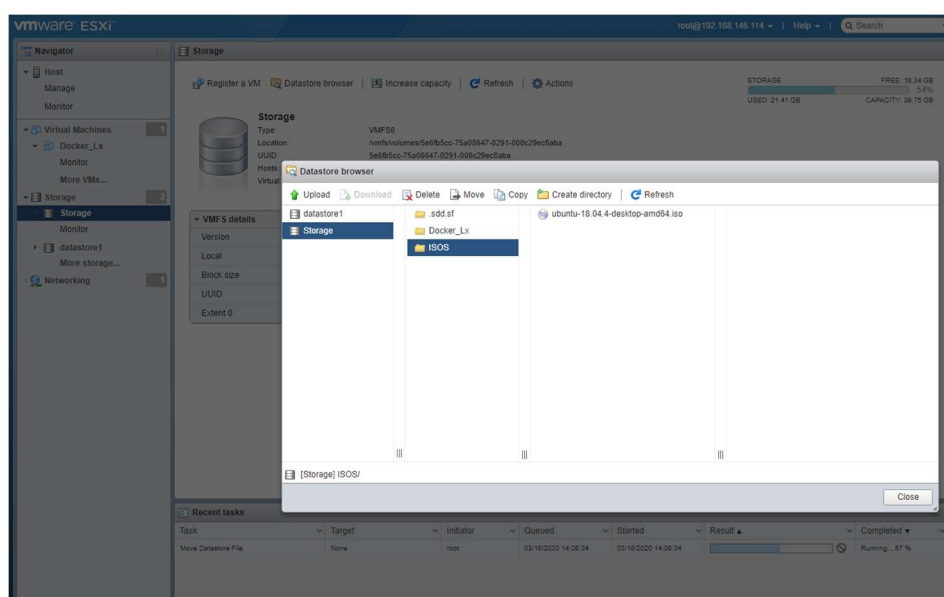 vmware ESXi
root@192.168.146.114 | Help | Search
Navigator
Host
Manage
Monitor
Virtual Machines 1
Docker_Lx
Monitor
More VMs...
Storage 2
Storage
Monitor
datastore1
More storage...
Networking 1
Storage
Register a VM Datastore browser | Increase capacity | Refresh | Actions
STORAGE FREE: 18.34 GB
54%
USED: 21.41 GB CAPACITY: 39.75 GB
Storage
Type: VMFS6
Location: /vmfs/volumes/5e6fb5cc-75a08647-0291-000c29ec8aba
UUID: 5e6fb5cc-75a08647-0291-000c29ec8aba
Hosts:
Virtual
VMFS details
Version
Local
Block size
UUID
Extent 0
Datastore browser
Upload Download Delete Move Copy Create directory | Refresh
datastore1 .sdd.sf ubuntu-18.04.4-desktop-amd64.iso
Storage Docker_Lx
ISOS
[Storage] ISOS/
Close
Recent tasks
Task Target Initiator Queued Started Result Completed
Move Datastore File None root 03/18/2020 14:08:34 03/18/2020 14:08:34 Running... 57 %